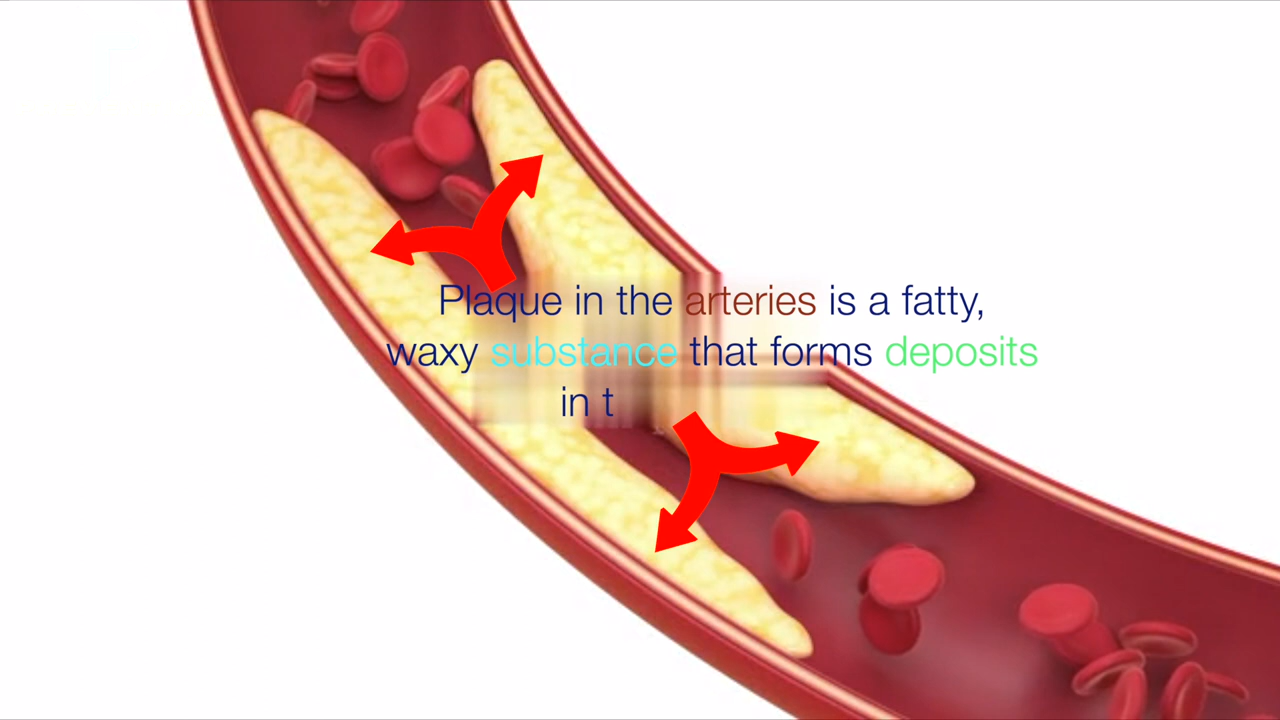 Plaque in the arteries is a fatty,
waxy substance that forms deposits
in t